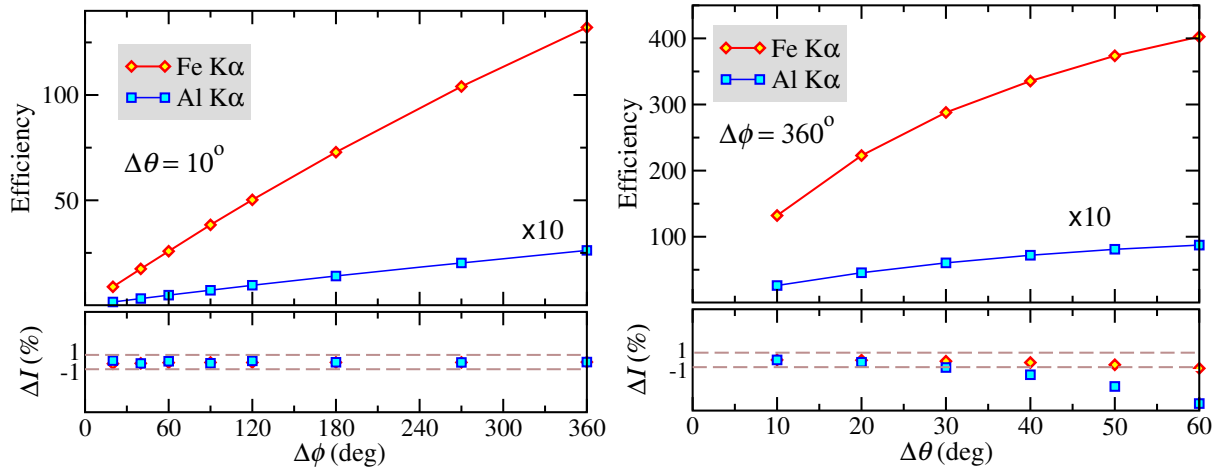 Efficiency
125
50
Fe Kα
Al Kα
Δθ = 10°
x10
ΔI (%)
1
-1
0 60 120 180 240 300 360
Δϕ (deg)
Efficiency
400
300
200
100
Fe Kα
Al Kα
Δϕ = 360°
x10
ΔI (%)
1
-1
0 10 20 30 40 50 60
Δθ (deg)